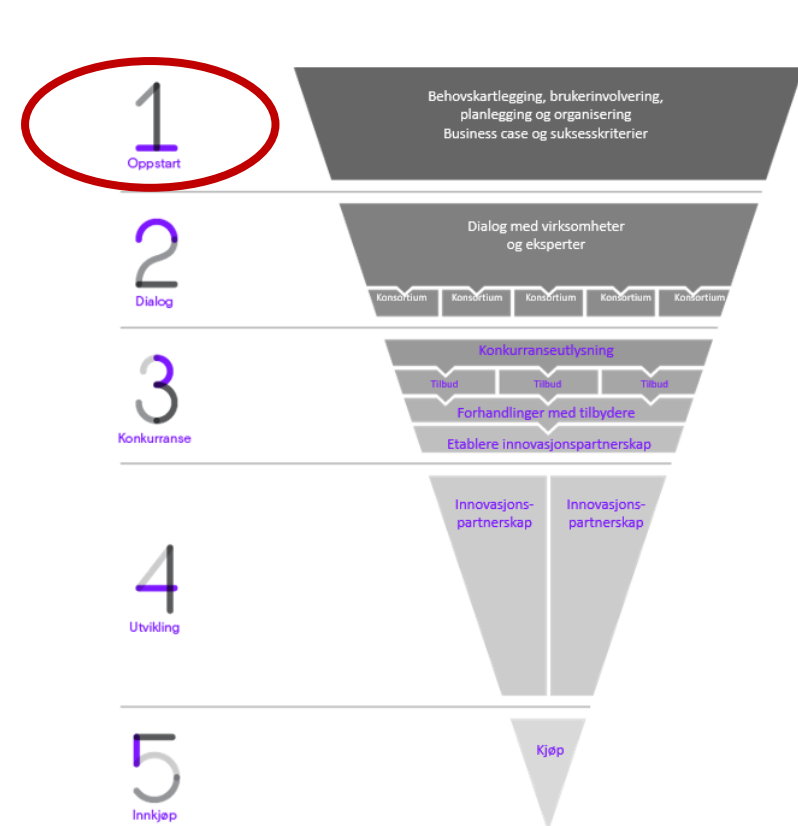 1
Oppstart
Behovskartlegging, brukerinvolvering,
planlegging og organisering
Business case og suksesskriterier
2
Dialog
Dialog med virksomheter
og eksperter
Konsortium Konsortium Konsortium Konsortium Konsortium
3
Konkurranse
Konkurranseutlysning
Tilbud Tilbud Tilbud
Forhandlinger med tilbydere
Etablere innovasjonspartnerskap
4
Utvikling
Innovasjons- Innovasjons-
partnerskap partnerskap
5
Innkjøp
Kjøp